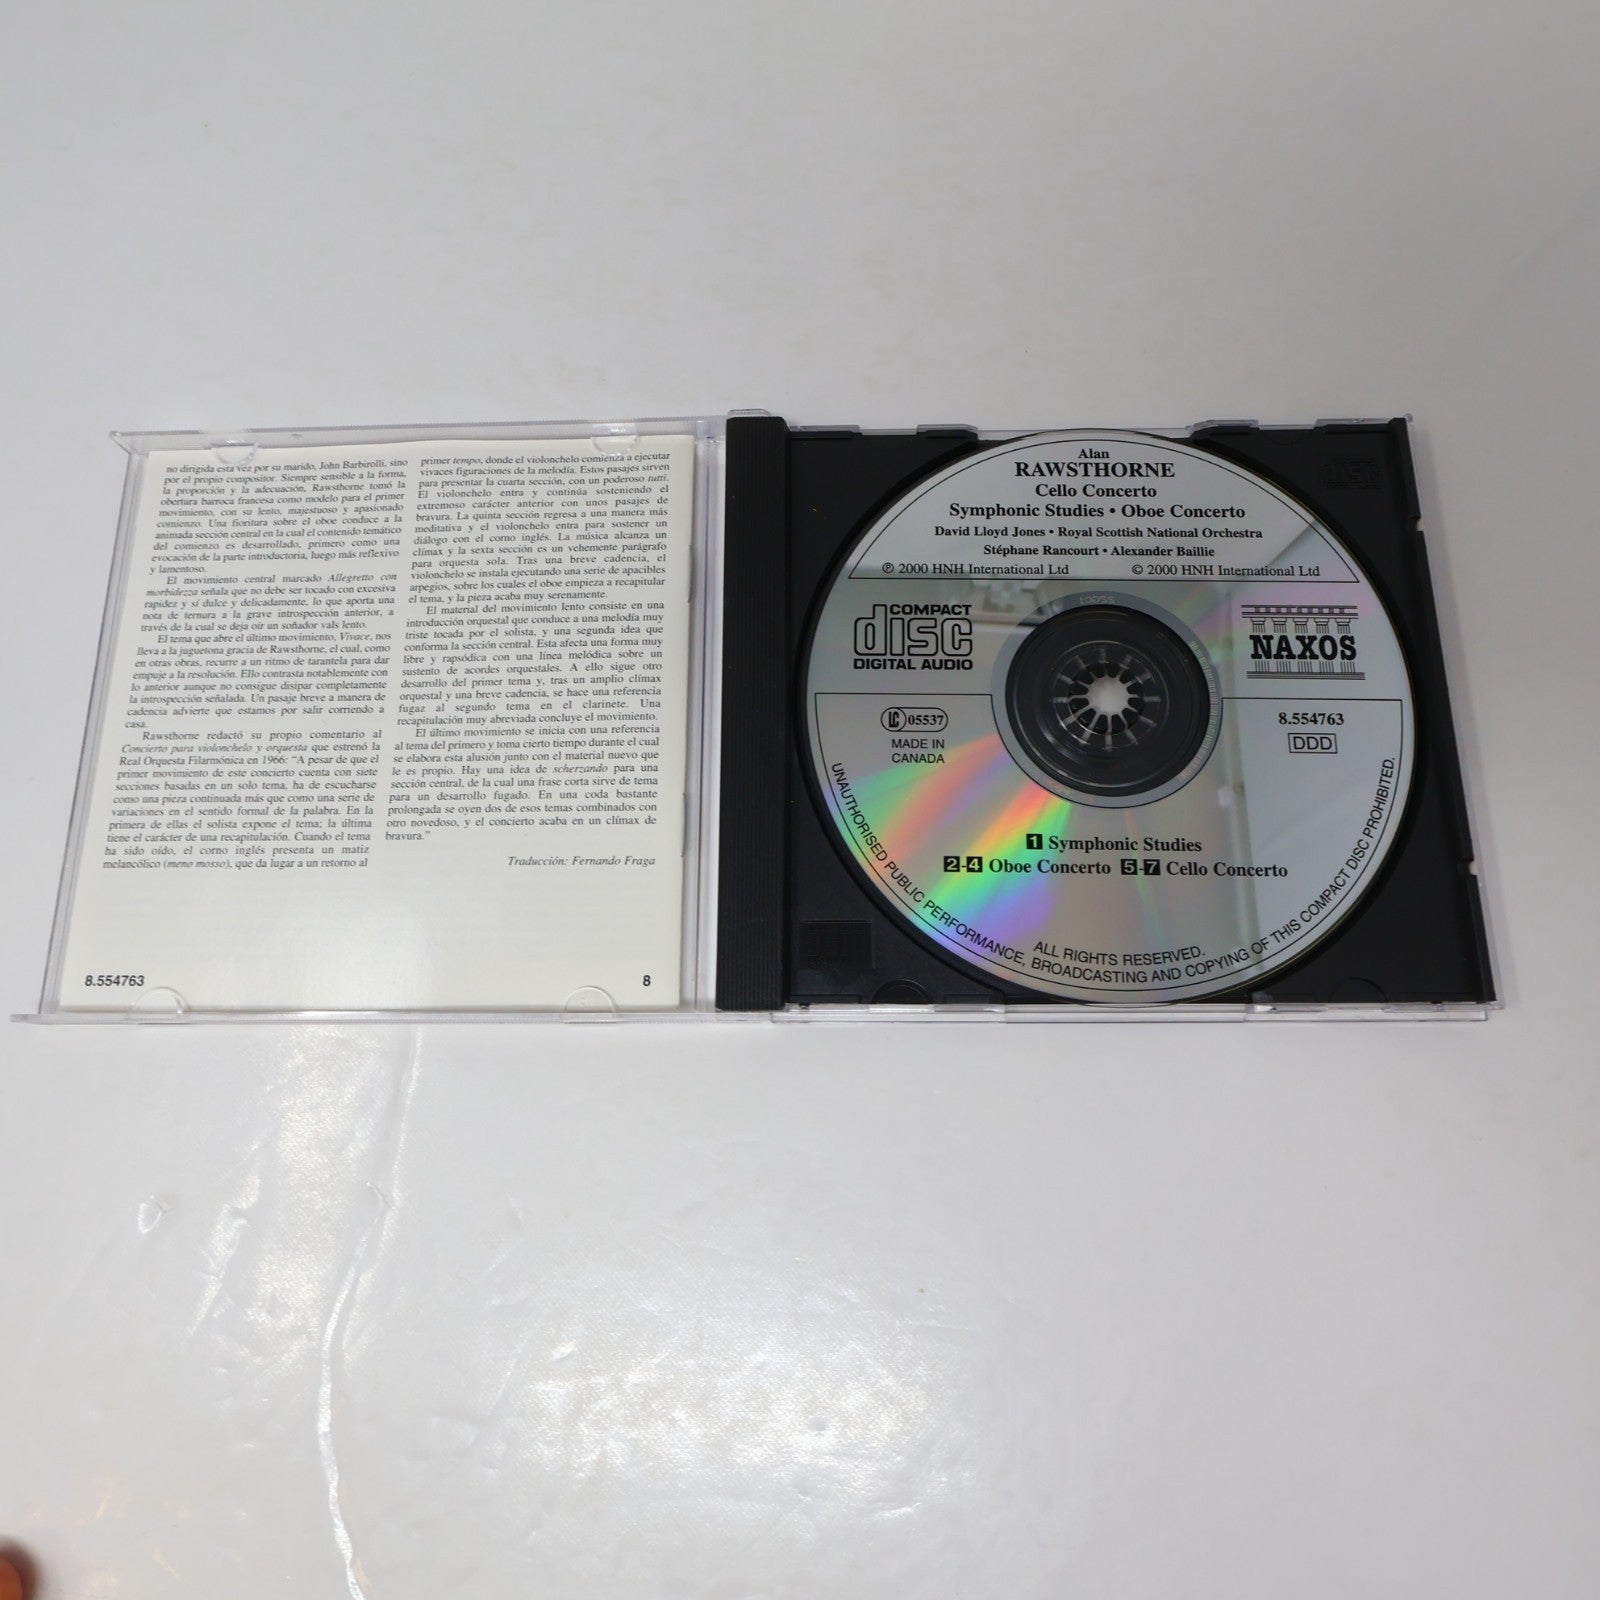 no dirigida esta vez por su marido, John Barbirolli, sino
por el propio compositor. Siempre sensible a la forma,
la proporción y la adecuación, Rawsthorne tomó la
obertura barroca francesa como modelo para el primer
movimiento, con su lento, majestuoso y apasionado
comienzo. Una fioritura sobre el oboe conduce a la
animada sección central en la cual el contenido temático
del comienzo es desarrollado, primero como una
evocación de la parte introductoria, luego más reflexivo
y lamentoso.
El movimiento central marcado Allegretto con
morbidezza señala que no debe ser tocado con excesiva
rapidez y sí dulce y delicadamente, lo que aporta una
nota de ternura a la grave introspección anterior, a
través de la cual se deja oír un soñador vals lento.
El tema que abre el último movimiento, Vivace, nos
lleva a la juguetona gracia de Rawsthorne, el cual, como
en otras obras, recurre a un ritmo de tarantela para dar
empuje a la resolución. Ello contrasta notablemente con
lo anterior aunque no consigue disipar completamente
la introspección señalada. Un pasaje breve a manera de
cadencia advierte que estamos por salir corriendo a
casa.
Rawsthorne redactó su propio comentario al
Concierto para violonchelo y orquesta que estrenó la
Real Orquesta Filarmónica en 1966: “A pesar de que el
primer movimiento de este concierto cuenta con siete
secciones basadas en un solo tema, ha de escucharse
como una pieza continuada más que como una serie de
variaciones en el sentido formal de la palabra. En la
primera de ellas el solista expone el tema; la última
tiene el carácter de una recapitulación. Cuando el tema
ha sido oído, el corno inglés presenta un matiz
melancólico (meno mosso), que da lugar a un retorno al
primer tempo, donde el violonchelo comienza a ejecutar
vivaces figuraciones de la melodía. Estos pasajes sirven
para presentar la cuarta sección, con un poderoso tutti.
El violonchelo entra y continúa sosteniendo el
extremoso carácter anterior con unos pasajes de
bravura. La quinta sección regresa a una manera más
meditativa y el violonchelo entra para sostener un
diálogo con el corno inglés. La música alcanza un
clímax y la sexta sección es un vehemente parágrafo
para orquesta sola. Tras una breve cadencia, el
violonchelo se instala ejecutando una serie de apacibles
arpegios, sobre los cuales el oboe empieza a recapitular
el tema, y la pieza acaba muy serenamente.
El material del movimiento lento consiste en una
introducción orquestal que conduce a una melodía muy
triste tocada por el solista, y una segunda idea que
conforma la sección central. Esta afecta una forma muy
libre y rapsódica con una línea melódica sobre un
sustento de acordes orquestales. A ello sigue otro
desarrollo del primer tema y, tras un amplio clímax
orquestal y una breve cadencia, se hace una referencia
fugaz al segundo tema en el clarinete. Una
recapitulación muy abreviada concluye el movimiento.
El último movimiento se inicia con una referencia
al tema del primero y toma cierto tiempo durante el cual
se elabora esta alusión junto con el material nuevo que
le es propio. Hay una idea de scherzando para una
sección central, de la cual una frase corta sirve de tema
para un desarrollo fugado. En una coda bastante
prolongada se oyen dos de esos temas combinados con
otro novedoso, y el concierto acaba en un clímax de
bravura.”
Traducción: Fernando Fraga
8.554763
8
Alan
RAWSTHORNE
Cello Concerto
Symphonic Studies • Oboe Concerto
David Lloyd Jones • Royal Scottish National Orchestra
Stéphane Rancourt • Alexander Baillie
℗ 2000 HNH International Ltd
© 2000 HNH International Ltd
COMPACT
disc
DIGITAL AUDIO
NAXOS
LC 05537
MADE IN
CANADA
8.554763
DDD
1 Symphonic Studies
2-4 Oboe Concerto 5-7 Cello Concerto
ALL RIGHTS RESERVED.
UNAUTHORISED PUBLIC PERFORMANCE, BROADCASTING AND COPYING OF THIS COMPACT DISC PROHIBITED.